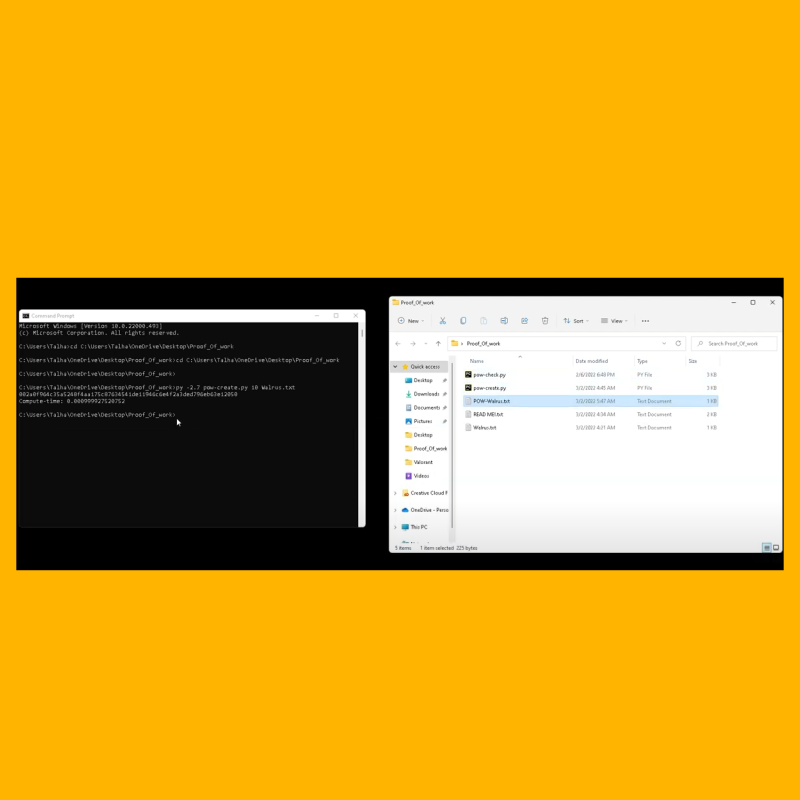 Command Prompt
Microsoft Windows [Version 10.0.22000.493]
(c) Microsoft Corporation. All rights reserved.
C:\Users\Talha>cd C:\Users\Talha\OneDrive\Desktop\Proof_Of_work
C:\Users\Talha\OneDrive\Desktop\Proof_Of_work>cd C:\Users\Talha\OneDrive\Desktop\Proof_Of_work
C:\Users\Talha\OneDrive\Desktop\Proof_Of_work>
C:\Users\Talha\OneDrive\Desktop\Proof_Of_work>py -2.7 pow-create.py 10 Walrus.txt
Compute-time: 0.000999927520752
C:\Users\Talha\OneDrive\Desktop\Proof_Of_work>
Proof_Of_work
New
Sort
View
Proof_Of_work
Search Proof_Of_work
Name Date modified Type Size
Quick access
Desktop
Downloads
Documents
Pictures
Desktop
Proof_Of_work
Valorant
Videos
Creative Cloud F
OneDrive - Perso
This PC
pow-check.py 2/6/2022 6:48 PM PY File 3 KB
pow-create.py 3/2/2022 4:45 AM PY File 3 KB
POW-Walrus.txt 3/2/2022 5:47 AM Text Document 1 KB
READ ME!.txt 3/2/2022 4:34 AM Text Document 2 KB
Walrus.txt 3/2/2022 4:21 AM Text Document 1 KB
5 items 1 item selected 225 bytes